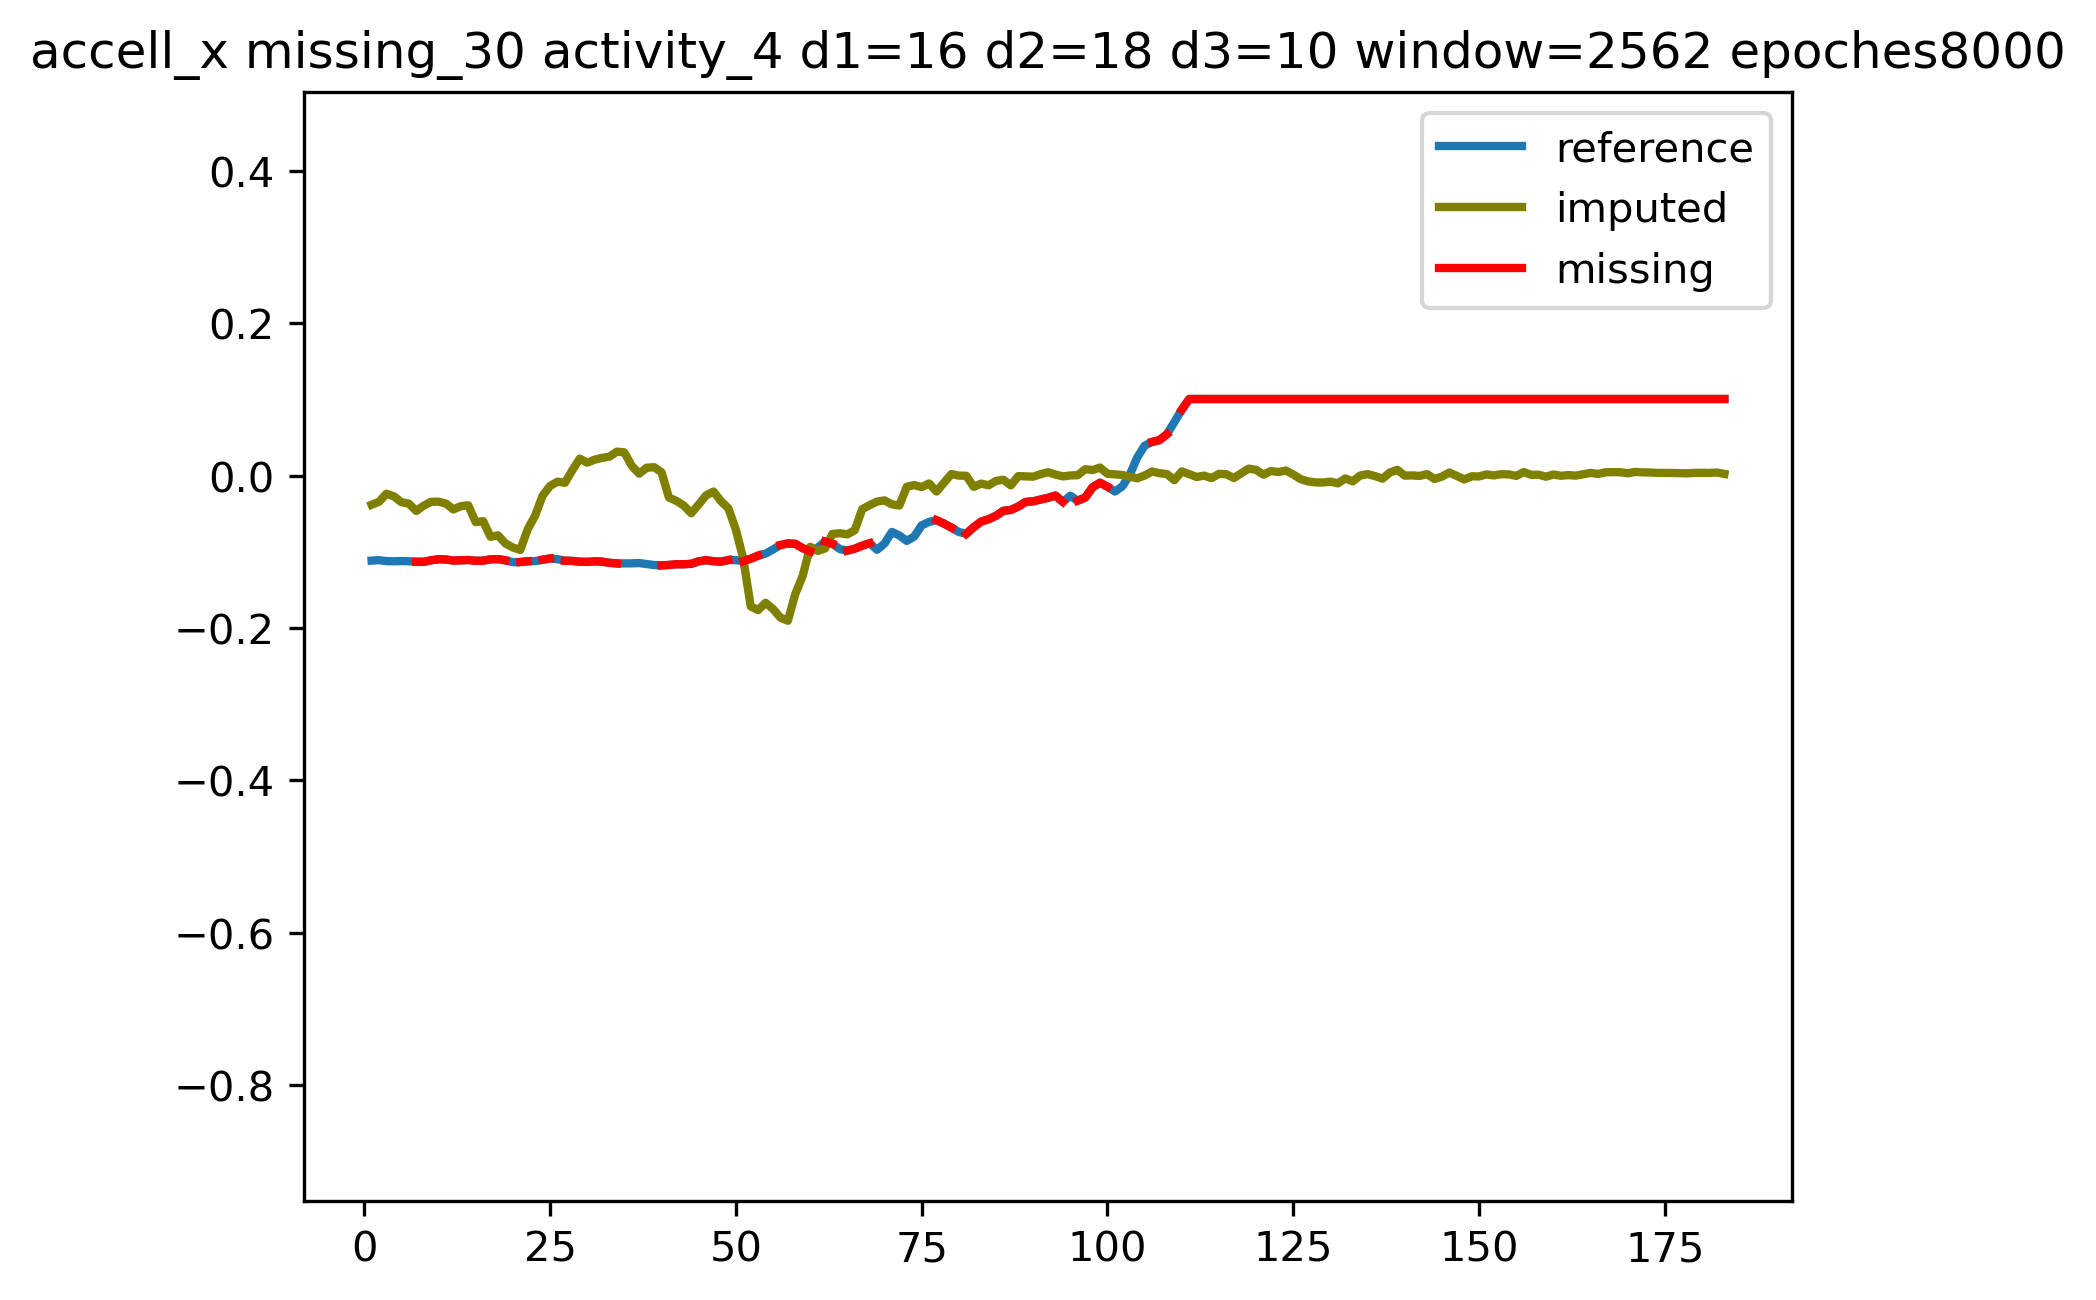 accell_x missing_30 activity_4 d1=16 d2=18 d3=10 window=2562 epoches8000
reference
imputed
missing
0.4
0.2
0.0
−0.2
−0.4
−0.6
−0.8
0 25 50 75 100 125 150 175